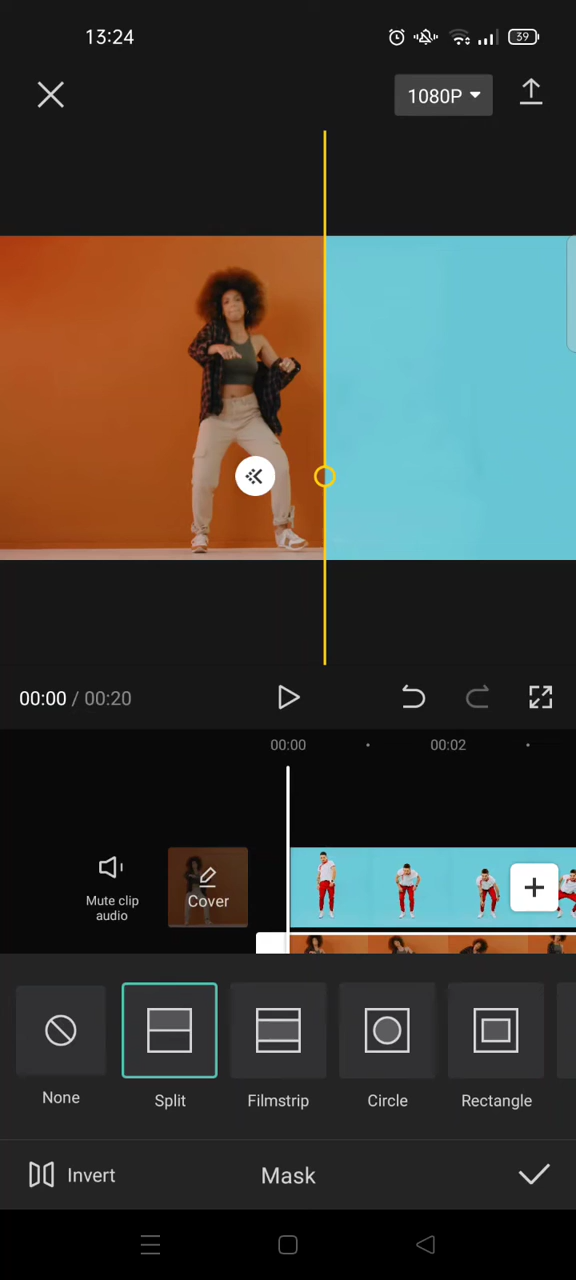 13:24
39
1080P
00:00 / 00:20
00:00
00:02
Mute clip
audio
Cover
None
Split
Filmstrip
Circle
Rectangle
Invert
Mask